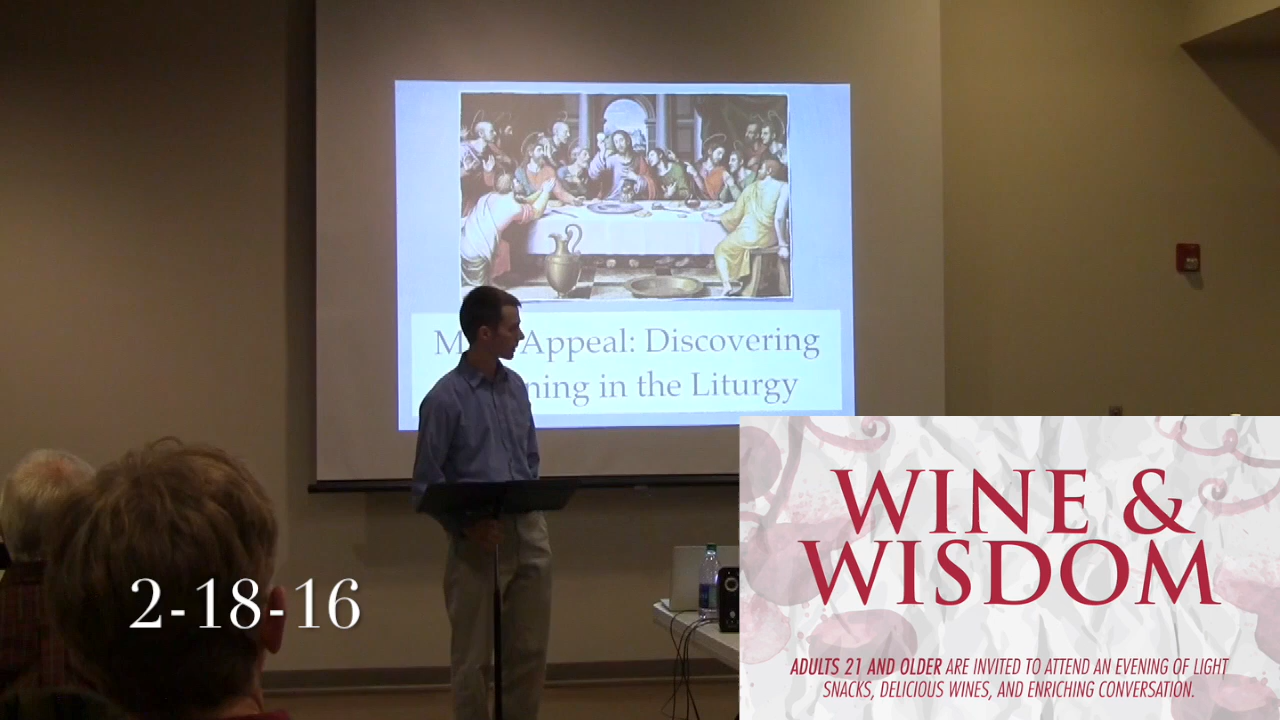 Appeal: Discovering
in the Liturgy
2-18-16
WINE &
WISDOM
ADULTS 21 AND OLDER ARE INVITED TO ATTEND AN EVENING OF LIGHT
SNACKS, DELICIOUS WINES, AND ENRICHING CONVERSATION.